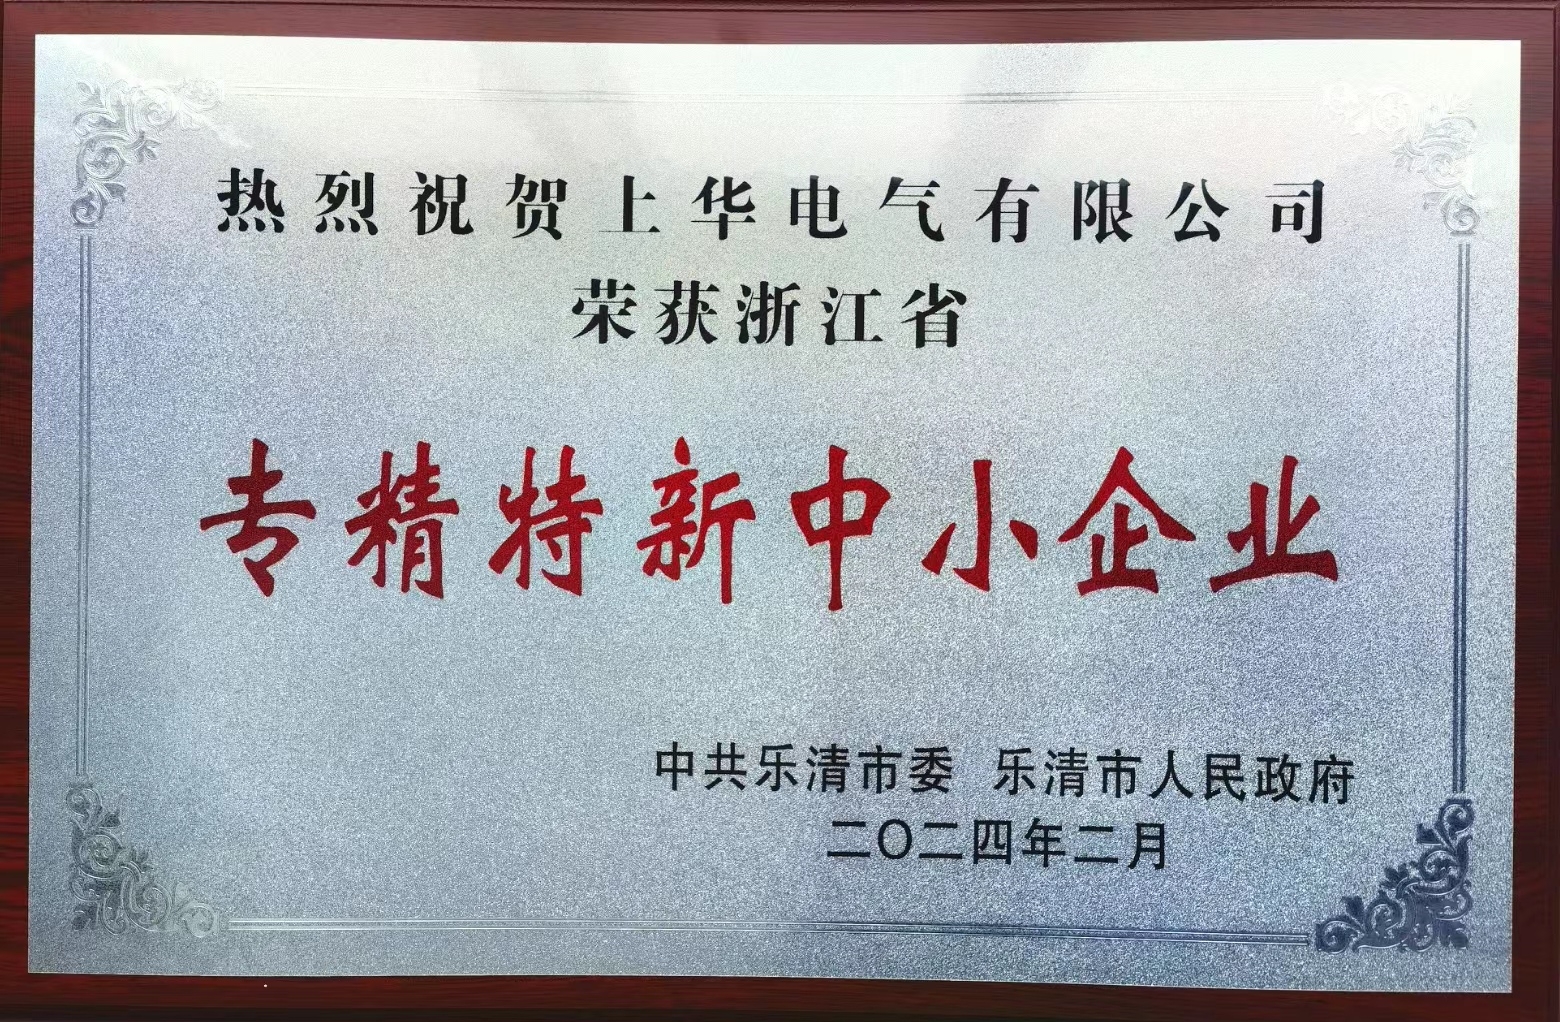 热烈祝贺上华电气有限公司
荣获浙江省
专精特新中小企业
中共乐清市委 乐清市人民政府
二〇二四年二月